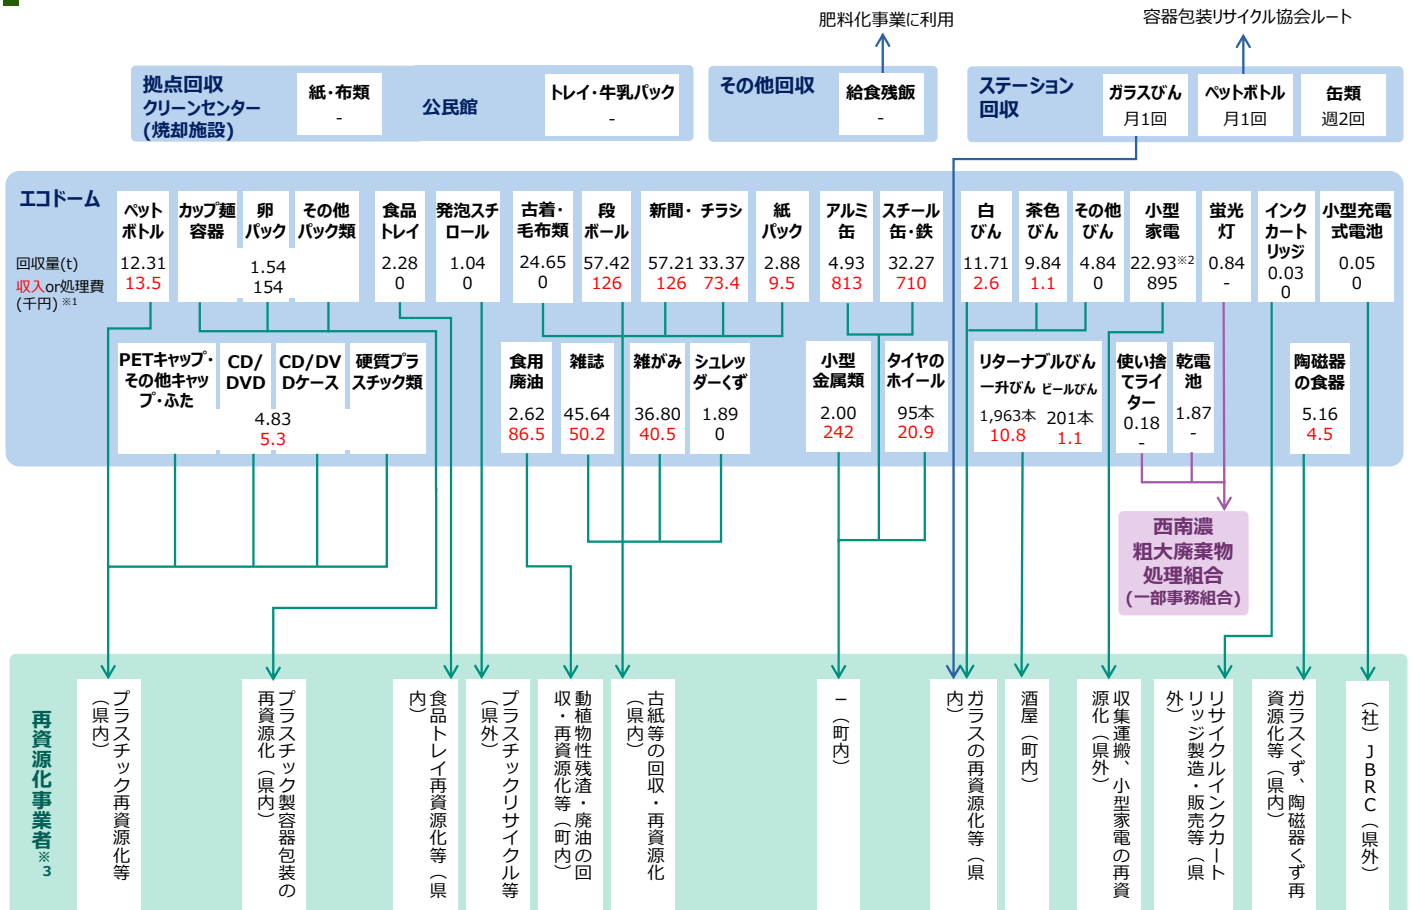 肥料化事業に利用
容器包装リサイクル協会ルート
拠点回収
クリーンセンター
(焼却施設)
紙・布類
-
公民館
トレイ・牛乳パック
-
その他回収
給食残飯
-
ステーション
回収
ガラスびん
月1回
ペットボトル
月1回
缶類
週2回
エコドーム
回収量(t)
収入or処理費
(千円) ※1
ペット
ボトル
12.31
13.5
カップ麺
容器
卵
パック
その他
パック類
1.54
154
食品
トレイ
2.28
0
発泡スチ
ロール
1.04
0
古着・
毛布類
24.65
0
段
ボール
57.42
126
新聞・ チラシ
57.21 33.37
126 73.4
紙
パック
2.88
9.5
アルミ
缶
4.93
813
スチール
缶・鉄
32.27
710
白
びん
11.71
2.6
茶色
びん
9.84
1.1
その他
びん
4.84
0
小型
家電
22.93※2
895
蛍光
灯
0.84
-
インク
カート
リッジ
0.03
0
小型充電
式電池
0.05
0
PETキャップ・
その他キャッ
プ・ふた
CD/
DVD
CD/DV
Dケース
硬質プラ
スチック類
4.83
5.3
食用
廃油
2.62
86.5
雑誌
45.64
50.2
雑がみ
36.80
40.5
シュレッ
ダーくず
1.89
0
小型
金属類
2.00
242
タイヤの
ホイール
95本
20.9
リターナブルびん
一升びん ビールびん
1,963本 201本
10.8 1.1
使い捨
てライ
ター
0.18
-
乾電
池
1.87
-
陶磁器
の食器
5.16
4.5
西南濃
粗大廃棄物
処理組合
(一部事務組合)
再資源化事業者※3
プラスチック再資源化等
（県内）
プラスチック製容器包装の
再資源化（県内）
食品トレイ再資源化等（県
内）
プラスチックリサイクル等
（県外）
動植物性残渣・廃油の回
収・再資源化等（町内）
古紙等の回収・再資源化
（県内）
－（町内）
ガラスの再資源化等（県
内）
酒屋（町内）
収集運搬、小型家電の再資
源化（県外）
リサイクルインクカート
リッジ製造・販売等（県
外）
ガラスくず、陶磁器くず再
資源化等（県内）
（社）JBRC（県外）